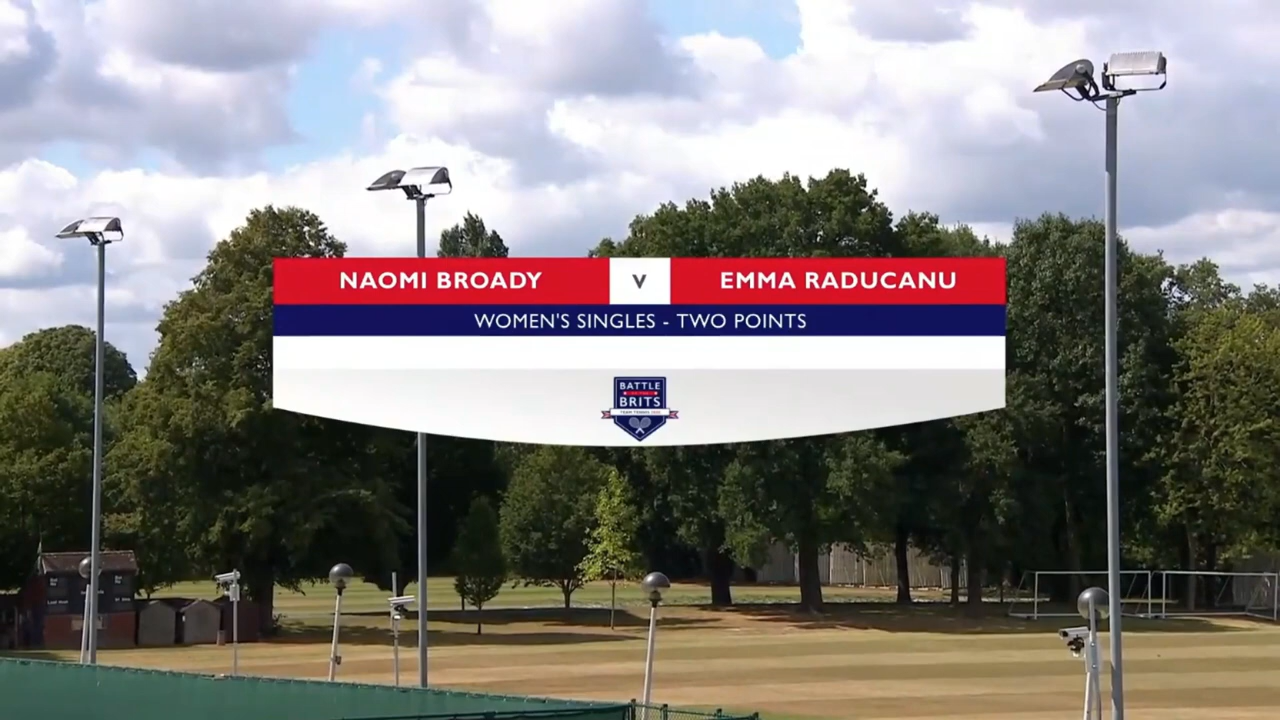 NAOMI BROADY V EMMA RADUCANU
WOMEN'S SINGLES - TWO POINTS
BATTLE
BRITS